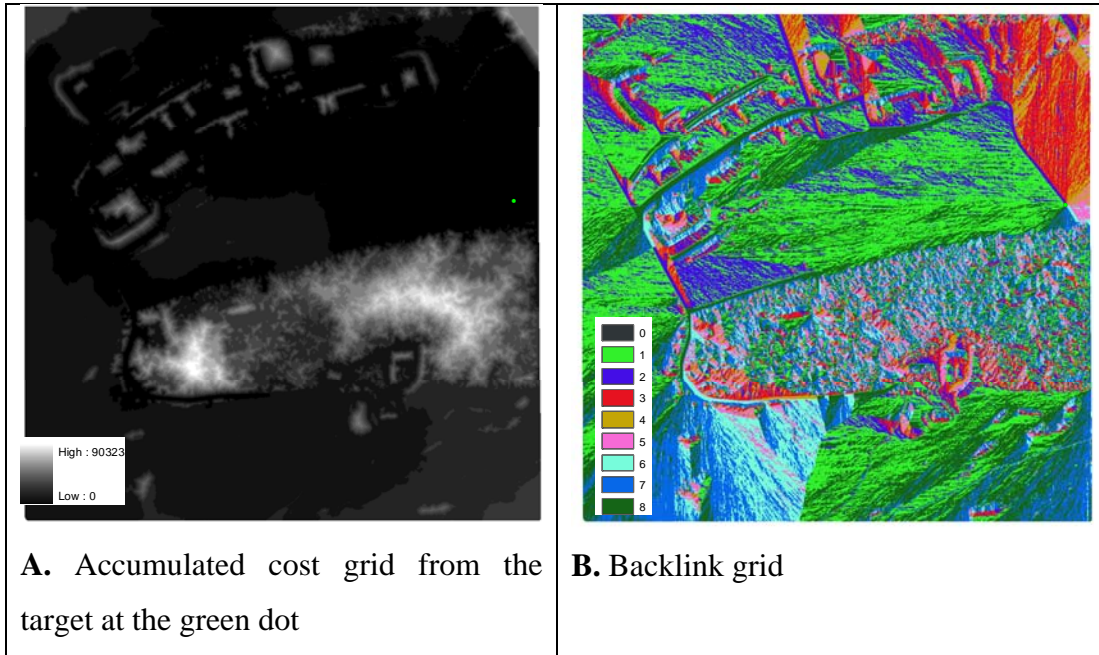 High : 90323
Low : 0
0
1
2
3
4
5
6
7
8
A. Accumulated cost grid from the
target at the green dot
B. Backlink grid